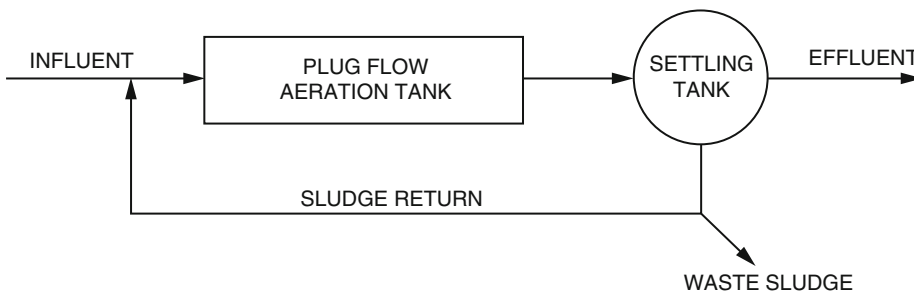 INFLUENT
PLUG FLOW
AERATION TANK
SETTLING
TANK
EFFLUENT
SLUDGE RETURN
WASTE SLUDGE